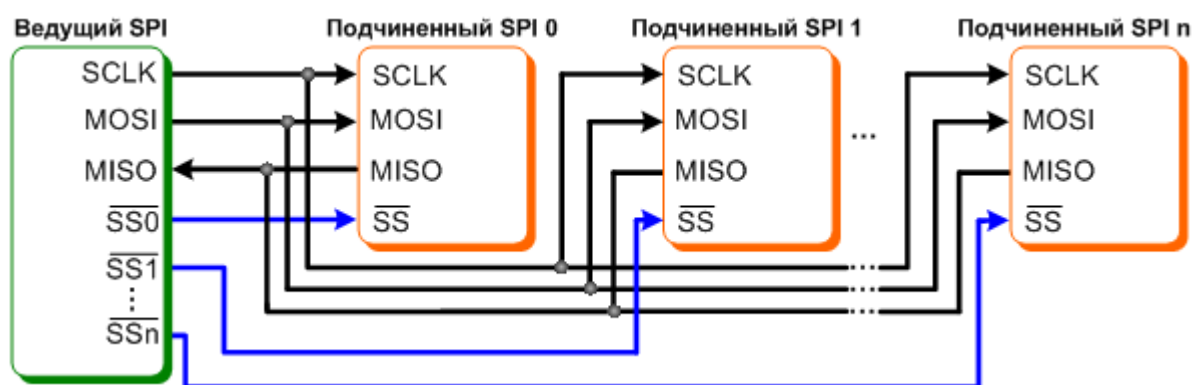 Ведущий SPI
SCLK
MOSI
MISO
SS0
SS1
⋮
SSn
Подчиненный SPI 0
SCLK
MOSI
MISO
SS
Подчиненный SPI 1
SCLK
MOSI
MISO
SS
...
Подчиненный SPI n
SCLK
MOSI
MISO
SS